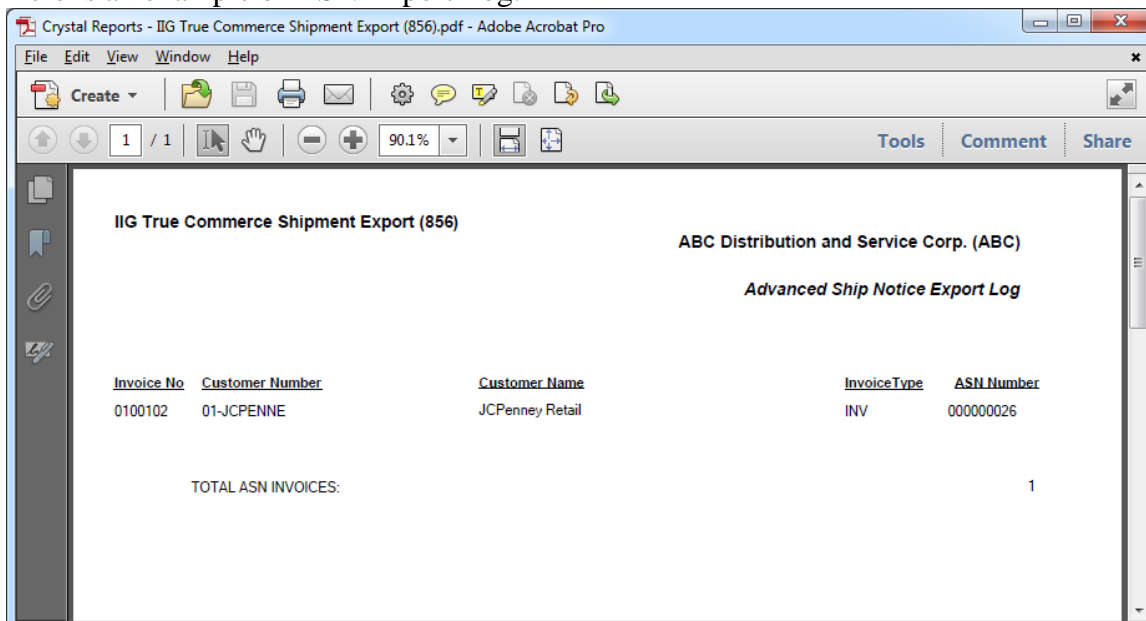 Crystal Reports - IIG True Commerce Shipment Export (856).pdf - Adobe Acrobat Pro
File Edit View Window Help
Create
1 / 1 90.1% Tools Comment Share
IIG True Commerce Shipment Export (856)
ABC Distribution and Service Corp. (ABC)
Advanced Ship Notice Export Log
Invoice No Customer Number Customer Name InvoiceType ASN Number
0100102 01-JCPENNE JCPenney Retail INV 000000026
TOTAL ASN INVOICES: 1